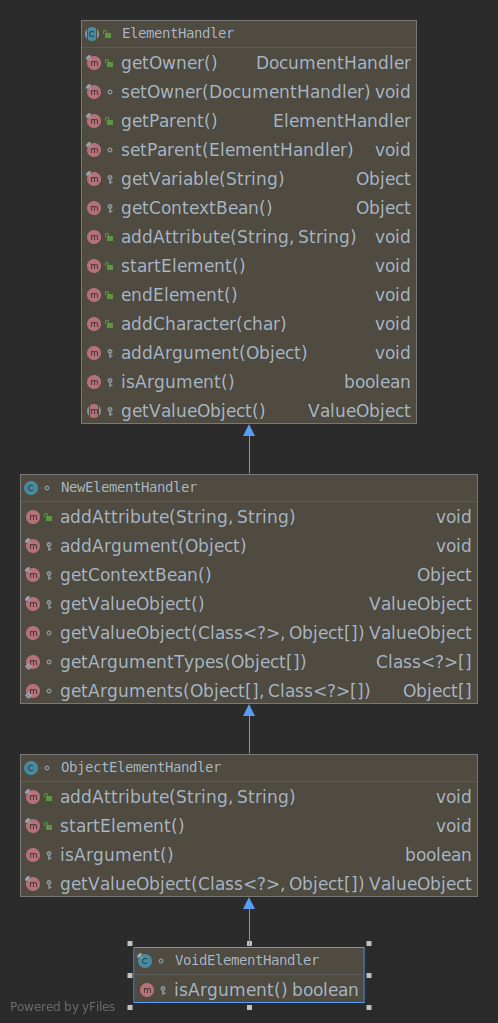 ElementHandler
getOwner() DocumentHandler
setOwner(DocumentHandler) void
getParent() ElementHandler
setParent(ElementHandler) void
getVariable(String) Object
getContextBean() Object
addAttribute(String, String) void
startElement() void
endElement() void
addCharacter(char) void
addArgument(Object) void
isArgument() boolean
getValueObject() ValueObject
NewElementHandler
addAttribute(String, String) void
addArgument(Object) void
getContextBean() Object
getValueObject() ValueObject
getValueObject(Class<?>, Object[]) ValueObject
getArgumentTypes(Object[]) Class<?>[]
getArguments(Object[], Class<?>[]) Object[]
ObjectElementHandler
addAttribute(String, String) void
startElement() void
isArgument() boolean
getValueObject(Class<?>, Object[]) ValueObject
VoidElementHandler
isArgument() boolean
Powered by yFiles